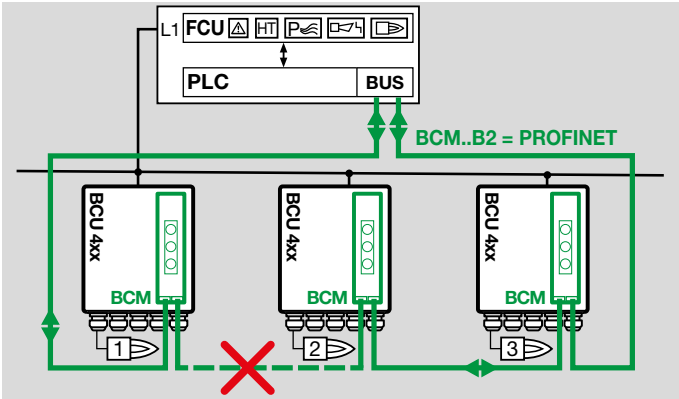 L1 FCU HT P
PLC BUS
BCM..B2 = PROFINET
BCU 4xx
BCM
BCU 4xx
BCM
BCU 4xx
BCM
1
2
3